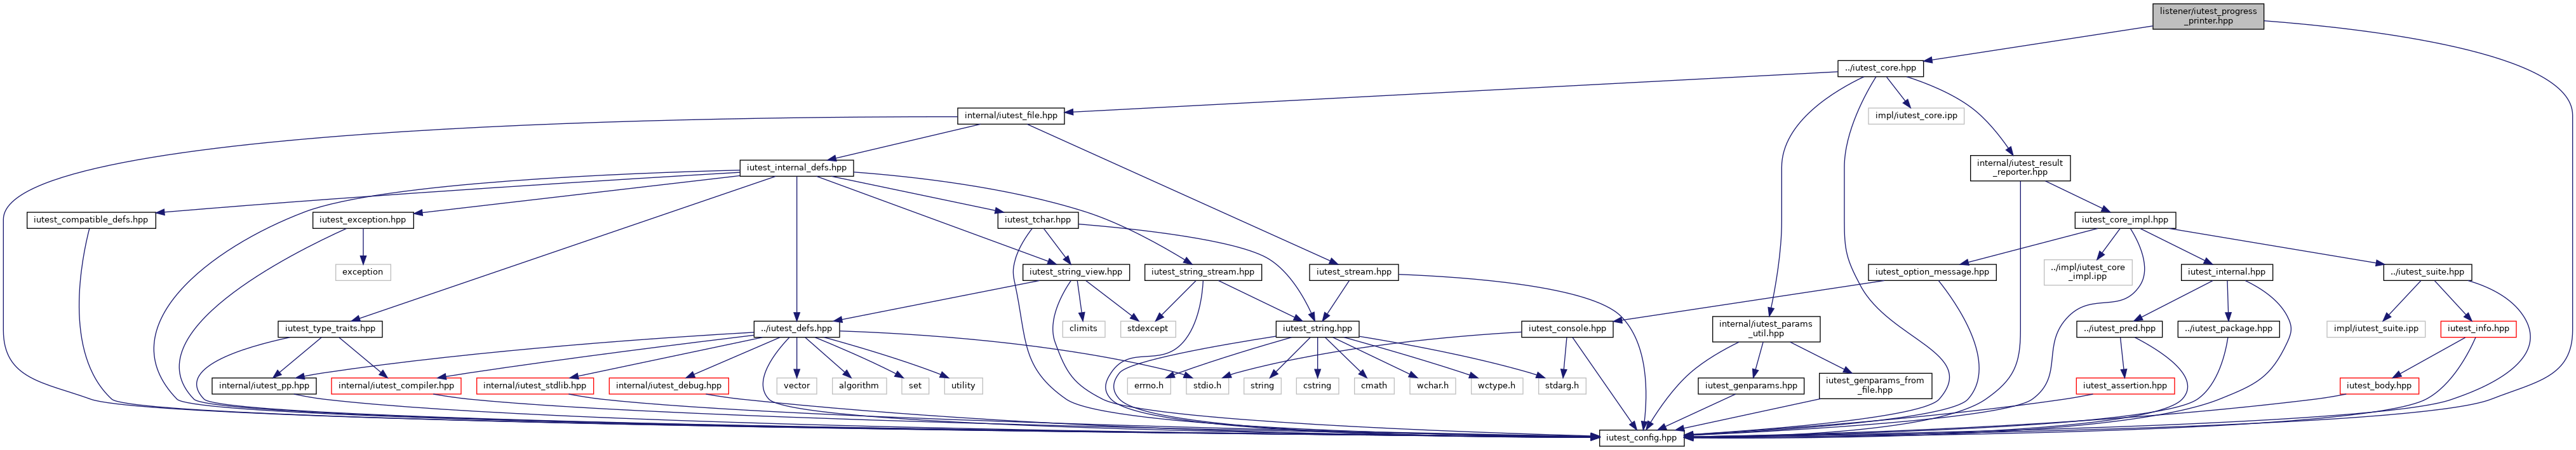 listener/iutest_progress
_printer.hpp
../iutest_core.hpp
internal/iutest_file.hpp
impl/iutest_core.ipp
iutest_internal_defs.hpp
internal/iutest_result
_reporter.hpp
iutest_compatible_defs.hpp
iutest_exception.hpp
iutest_tchar.hpp
iutest_core_impl.hpp
exception
iutest_string_view.hpp
iutest_string_stream.hpp
iutest_stream.hpp
iutest_option_message.hpp
../impl/iutest_core
_impl.ipp
iutest_internal.hpp
../iutest_suite.hpp
iutest_type_traits.hpp
../iutest_defs.hpp
climits
stdexcept
iutest_string.hpp
iutest_console.hpp
internal/iutest_params
_util.hpp
../iutest_pred.hpp
../iutest_package.hpp
impl/iutest_suite.ipp
iutest_info.hpp
internal/iutest_pp.hpp
internal/iutest_compiler.hpp
internal/iutest_stdlib.hpp
internal/iutest_debug.hpp
vector
algorithm
set
utility
errno.h
stdio.h
string
cstring
cmath
wchar.h
wctype.h
stdarg.h
iutest_genparams.hpp
iutest_genparams_from
_file.hpp
iutest_assertion.hpp
iutest_body.hpp
iutest_config.hpp